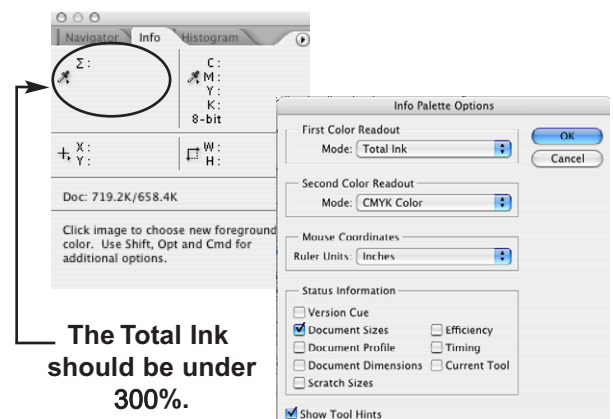 Navigator Info Histogram
Σ :
C :
M :
Y :
K :
8-bit
X :
Y :
W :
H :
Doc: 719.2K/658.4K
Click image to choose new foreground
color. Use Shift, Opt and Cmd for
additional options.
The Total Ink
should be under
300%.
Info Palette Options
First Color Readout
Mode: Total Ink
OK
Cancel
Second Color Readout
Mode: CMYK Color
Mouse Coordinates
Ruler Units: Inches
Status Information
Version Cue
Document Sizes Efficiency
Document Profile Timing
Document Dimensions Current Tool
Scratch Sizes
Show Tool Hints